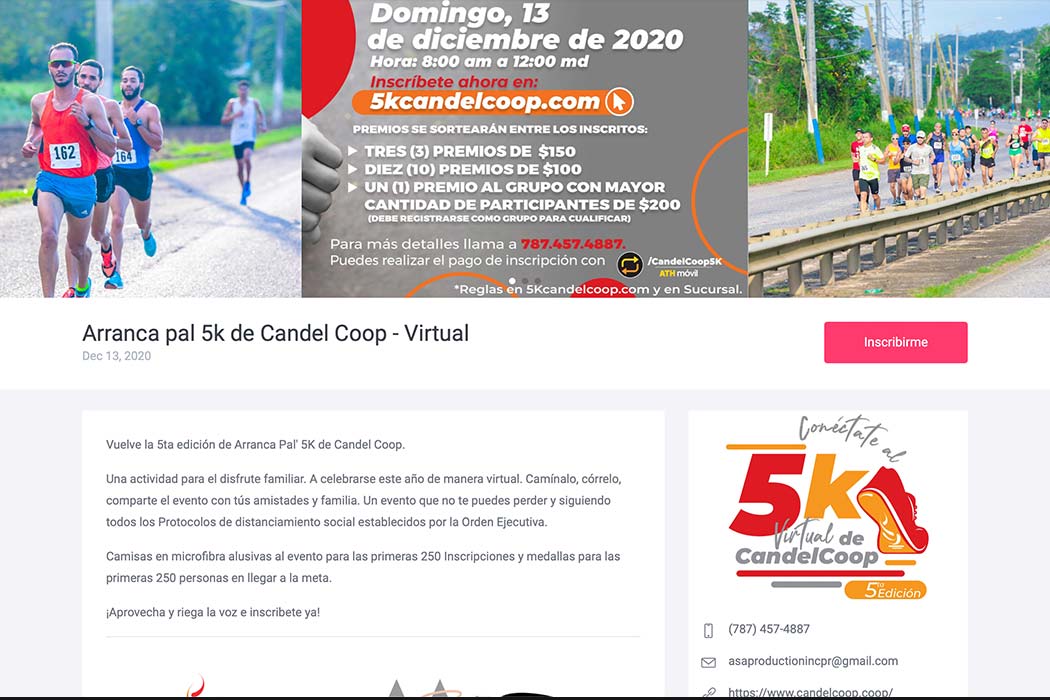 Domingo, 13
de diciembre de 2020
Hora: 8:00 am a 12:00 md
Inscríbete ahora en:
5kcandelcoop.com
PREMIOS SE SORTEARÁN ENTRE LOS INSCRITOS:
TRES (3) PREMIOS DE $150
DIEZ (10) PREMIOS DE $100
UN (1) PREMIO AL GRUPO CON MAYOR
CANTIDAD DE PARTICIPANTES DE $200
(DEBE REGISTRARSE COMO GRUPO PARA CUALIFICAR)
Para más detalles llama a 787.457.4887.
Puedes realizar el pago de inscripción con
/CandelCoop5K
ATH móvil
*Reglas en 5Kcandelcoop.com y en Sucursal.
162
164
Arranca pal 5k de Candel Coop - Virtual
Dec 13, 2020
Inscribirme
Vuelve la 5ta edición de Arranca Pal' 5K de Candel Coop.
Una actividad para el disfrute familiar. A celebrarse este año de manera virtual. Camínalo, córrelo,
comparte el evento con tús amistades y familia. Un evento que no te puedes perder y siguiendo
todos los Protocolos de distanciamiento social establecidos por la Orden Ejecutiva.
Camisas en microfibra alusivas al evento para las primeras 250 Inscripciones y medallas para las
primeras 250 personas en llegar a la meta.
¡Aprovecha y riega la voz e inscribete ya!
Conéctate al
5k
Virtual de
CandelCoop
5ta Edición
(787) 457-4887
asaproductionincpr@gmail.com
https://www.candelcoop.coop/